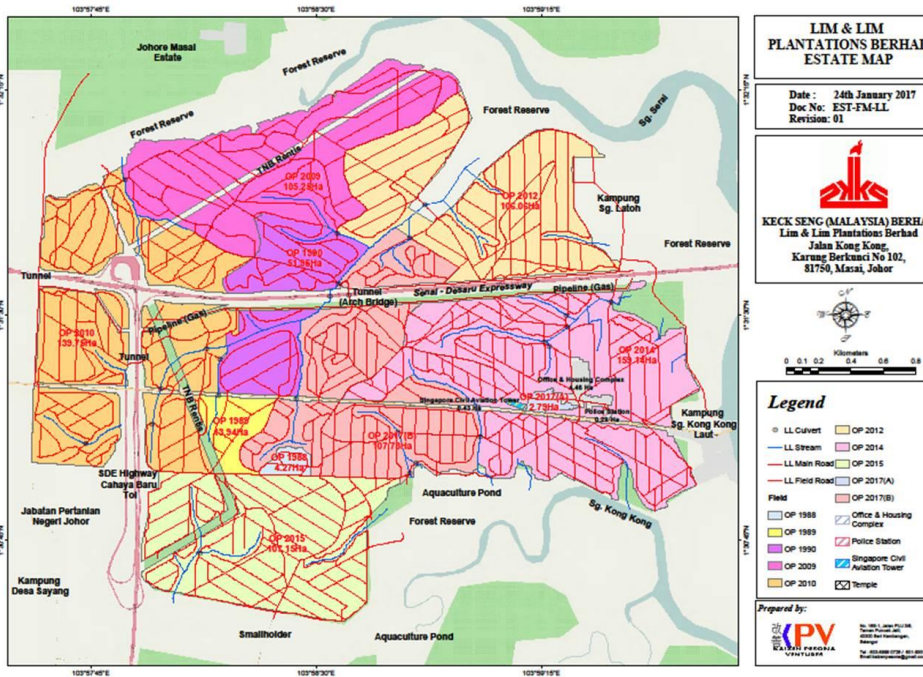 103°57'45"
103°58'30"
103°59'15"
LIM & LIM
PLANTATIONS BERHAD
ESTATE MAP
Date : 24th January 2017
Doc No: EST-FM-LL
Revision: 01
KECK SENG (MALAYSIA) BERHAD
Lim & Lim Plantations Berhad
Jalan Kong Kong,
Karung Berkunci No 102,
81750, Masai, Johor
Johore Masai
Estate
Forest Reserve
Forest Reserve
Forest Reserve
Sg. Serai
TNB Rentis
OP 2009
OP 2012
Kampung
Sg. Latoh
Forest Reserve
OP 1990
Tunnel
Tunnel
(Arch Bridge)
Senai - Desaru Expressway
Pipeline (Gas)
Pipeline (Gas)
OP 2010
Tunnel
TNB Rentis
OP 2014
Office & Housing
Complex
Singapore Civil Aviation Tower
OP 2017(A)
Police Station
OP 1989
OP 2017(B)
OP 1988
4.27Ha
Kampung
Sg. Kong Kong
Laut
SDE Highway
Cahaya Baru
Tol
Aquaculture Pond
Sg. Kong Kong
Jabatan Pertanian
Negeri Johor
Forest Reserve
OP 2015
107.15Ha
Kampung
Desa Sayang
Smallholder
Aquaculture Pond
103°57'45"
103°58'30"
103°59'15"
Kilometers
0 0.1 0.2 0.4 0.6 0.8
Legend
LL Culvert
LL Stream
LL Main Road
LL Field Road
Field
OP 1988
OP 1989
OP 1990
OP 2009
OP 2010
OP 2012
OP 2014
OP 2015
OP 2017(A)
OP 2017(B)
Office & Housing
Complex
Police Station
Singapore Civil
Aviation Tower
Temple
Prepared by:
KPV
VENTURES